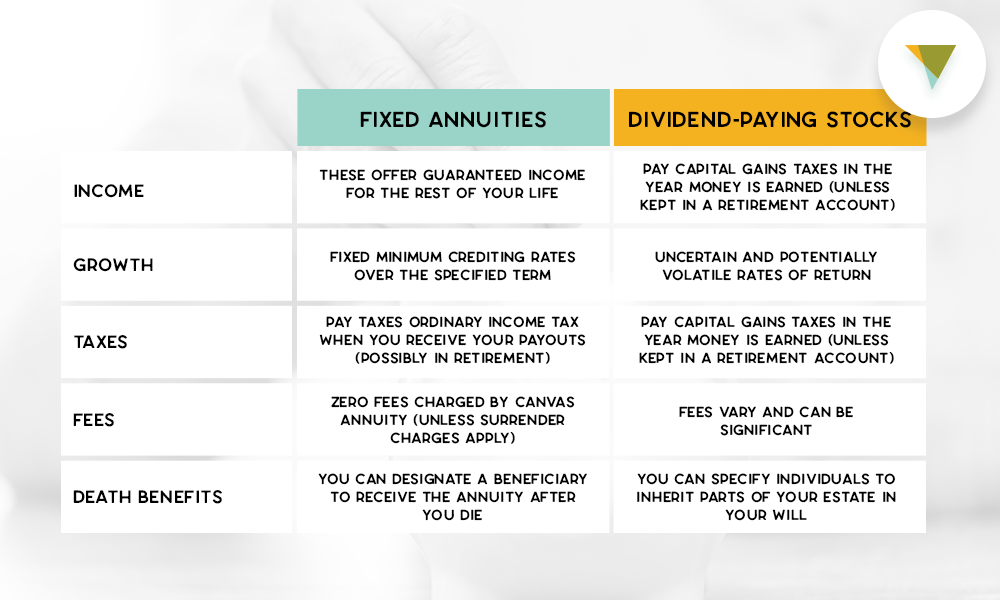 FIXED ANNUITIES
DIVIDEND-PAYING STOCKS
INCOME
THESE OFFER GUARANTEED INCOME
FOR THE REST OF YOUR LIFE
PAY CAPITAL GAINS TAXES IN THE
YEAR MONEY IS EARNED (UNLESS
KEPT IN A RETIREMENT ACCOUNT)
GROWTH
FIXED MINIMUM CREDITING RATES
OVER THE SPECIFIED TERM
UNCERTAIN AND POTENTIALLY
VOLATILE RATES OF RETURN
TAXES
PAY TAXES ORDINARY INCOME TAX
WHEN YOU RECEIVE YOUR PAYOUTS
(POSSIBLY IN RETIREMENT)
PAY CAPITAL GAINS TAXES IN THE
YEAR MONEY IS EARNED (UNLESS
KEPT IN A RETIREMENT ACCOUNT)
FEES
ZERO FEES CHARGED BY CANVAS
ANNUITY (UNLESS SURRENDER
CHARGES APPLY)
FEES VARY AND CAN BE
SIGNIFICANT
DEATH BENEFITS
YOU CAN DESIGNATE A BENEFICIARY
TO RECEIVE THE ANNUITY AFTER
YOU DIE
YOU CAN SPECIFY INDIVIDUALS TO
INHERIT PARTS OF YOUR ESTATE IN
YOUR WILL